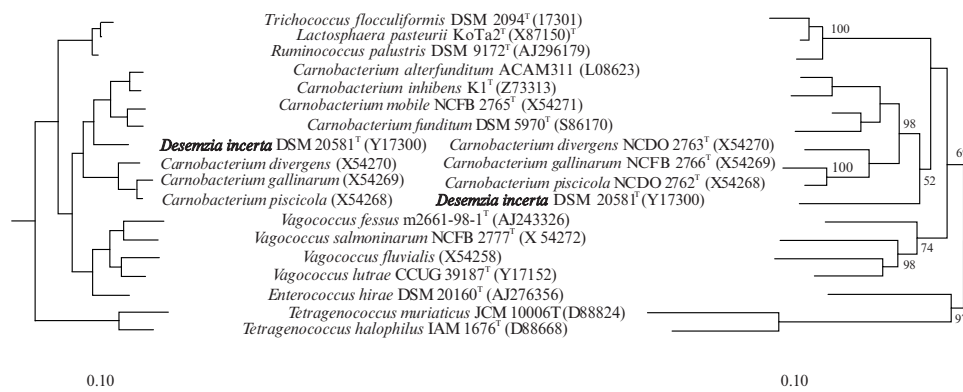 Trichococcus flocculiformis DSM 2094T (17301)
Lactosphaera pasteurii KoTa2T (X87150)T
Ruminococcus palustris DSM 9172T (AJ296179)
100
Carnobacterium alterfunditum ACAM311 (L08623)
Carnobacterium inhibens K1T (Z73313)
Carnobacterium mobile NCFB 2765T (X54271)
Carnobacterium funditum DSM 5970T (S86170)
98
Desemzia incerta DSM 20581T (Y17300) Carnobacterium divergens NCDO 2763T (X54270)
Carnobacterium divergens (X54270) Carnobacterium gallinarum NCFB 2766T (X54269)
100 52 6
Carnobacterium gallinarum (X54269) Carnobacterium piscicola NCDO 2762T (X54268)
Carnobacterium piscicola (X54268) Desemzia incerta DSM 20581T (Y17300)
Vagococcus fessus m2661-98-1T (AJ243326)
Vagococcus salmoninarum NCFB 2777T (X 54272)
74
Vagococcus fluvialis (X54258)
98
Vagococcus lutrae CCUG 39187T (Y17152)
Enterococcus hirae DSM 20160T (AJ276356)
Tetragenococcus muriaticus JCM 10006T (D88824)
97
Tetragenococcus halophilus IAM 1676T (D88668)
0.10 0.10